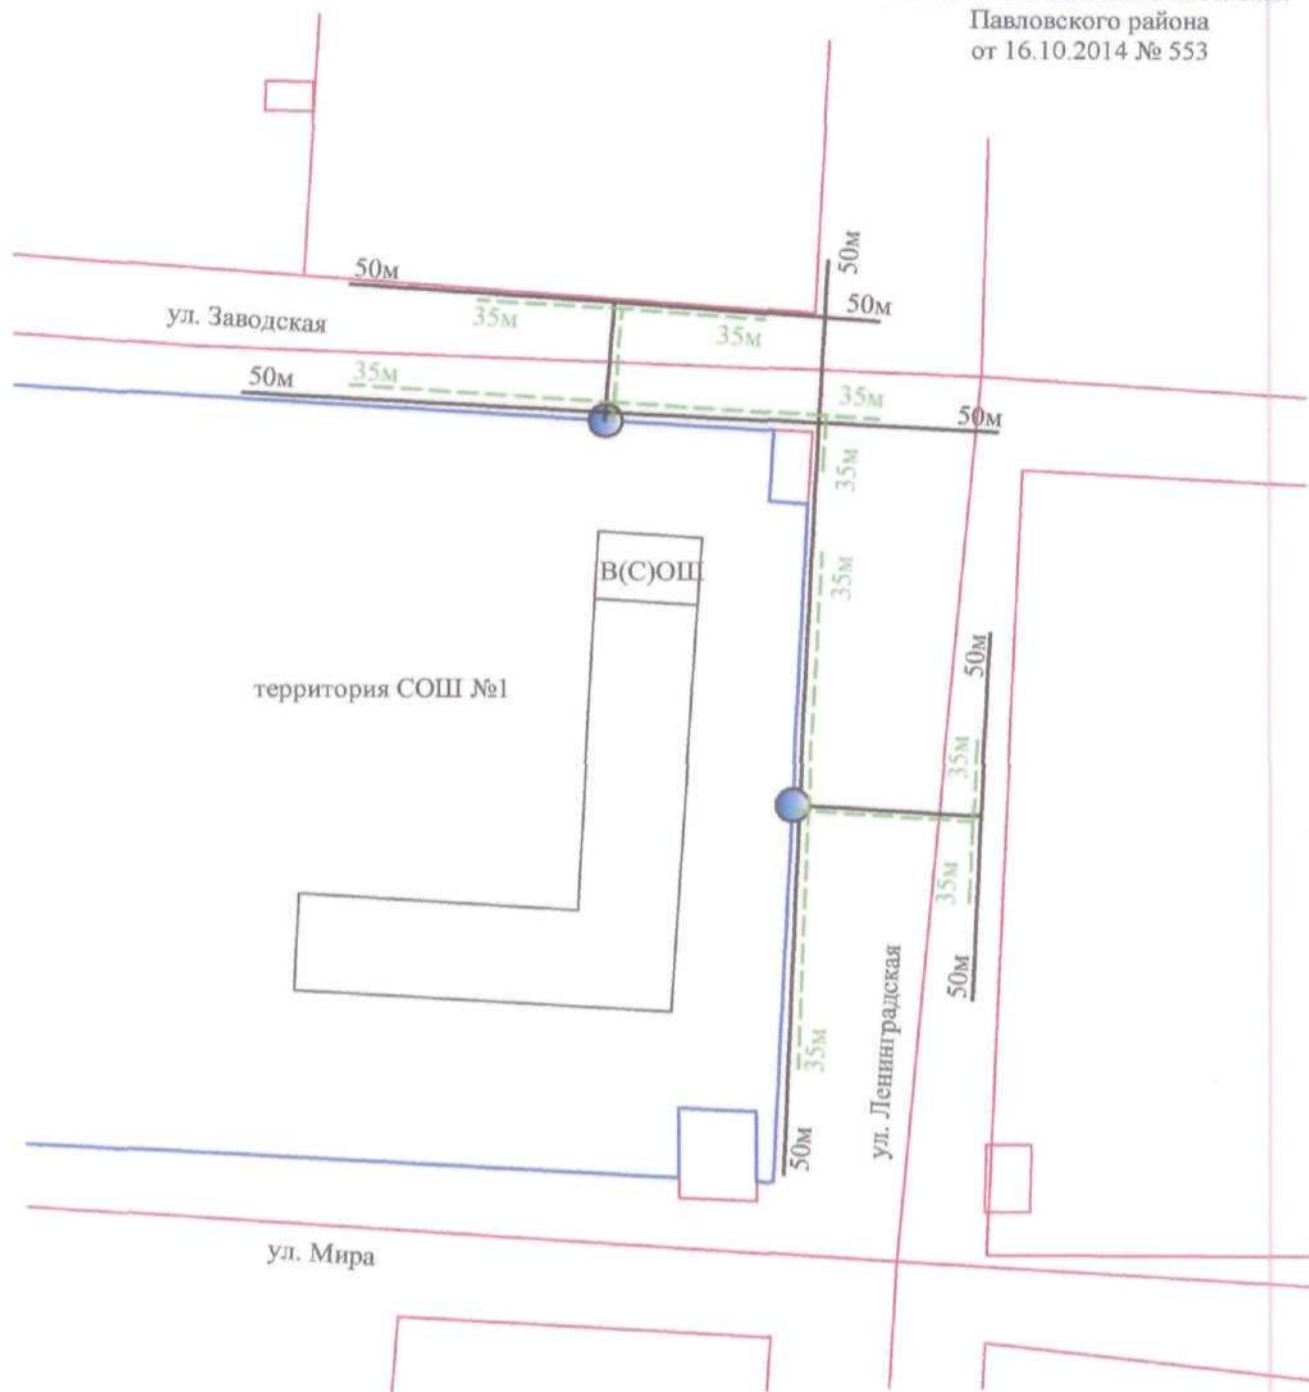 Павловского района
от 16.10.2014 № 553
50м
50м
50м
ул. Заводская
35м
35м
50м
35м
35м
50м
35м
В(С)ОШ
35м
территория СОШ №1
50м
35м
35м
50м
ул. Ленинградская
35м
50м
ул. Мира